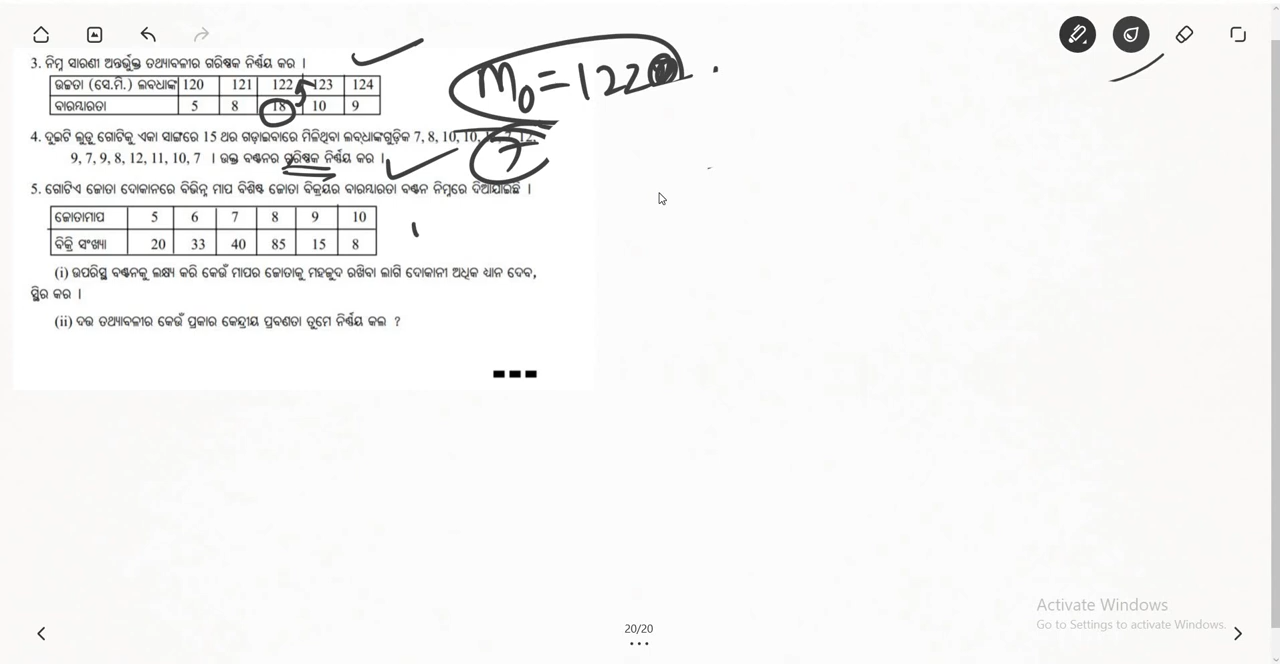 3. ନିମ୍ନ ସାରଣୀ ଅନ୍ତର୍ଭୁକ୍ତ ତଥ୍ୟାବଳୀର ଗରିଷ୍ଠକ ନିର୍ଣ୍ଣୟ କର ।
ଉଚ୍ଚତା (ସେ.ମି.) ଲବ୍ଧାଙ୍କ 120 121 122 123 124
ବାରମ୍ବାରତା 5 8 18 10 9
M₀ = 122
4. ଦୁଇଟି ଲୁଡୁ ଗୋଟିକୁ ଏକା ସାଙ୍ଗରେ 15 ଥର ଗଡ଼ାଇବାରେ ମିଳିଥିବା ଲବ୍ଧାଙ୍କଗୁଡ଼ିକ 7, 8, 10, 10, 7, 12,
9, 7, 9, 8, 12, 11, 10, 7 । ଉକ୍ତ ବଣ୍ଟନର ଗରିଷ୍ଠକ ନିର୍ଣ୍ଣୟ କର ।
7
5. ଗୋଟିଏ ଜୋତା ଦୋକାନରେ ବିଭିନ୍ନ ମାପ ବିଶିଷ୍ଟ ଜୋତା ବିକ୍ରୟର ବାରମ୍ବାରତା ବଣ୍ଟନ ନିମ୍ନରେ ଦିଆଯାଇଛି ।
ଜୋତାମାପ 5 6 7 8 9 10
ବିକ୍ରି ସଂଖ୍ୟା 20 33 40 85 15 8
(i) ଉପରିସ୍ଥ ବଣ୍ଟନକୁ ଲକ୍ଷ୍ୟ କରି କେଉଁ ମାପର ଜୋତାକୁ ମହଜୁଦ ରଖିବା ଲାଗି ଦୋକାନୀ ଅଧିକ ଧ୍ୟାନ ଦେବ,
ସ୍ଥିର କର ।
(ii) ଦତ୍ତ ତଥ୍ୟାବଳୀର କେଉଁ ପ୍ରକାର କେନ୍ଦ୍ରୀୟ ପ୍ରବଣତା ତୁମେ ନିର୍ଣ୍ଣୟ କଲ ?
Activate Windows
Go to Settings to activate Windows.
20/20